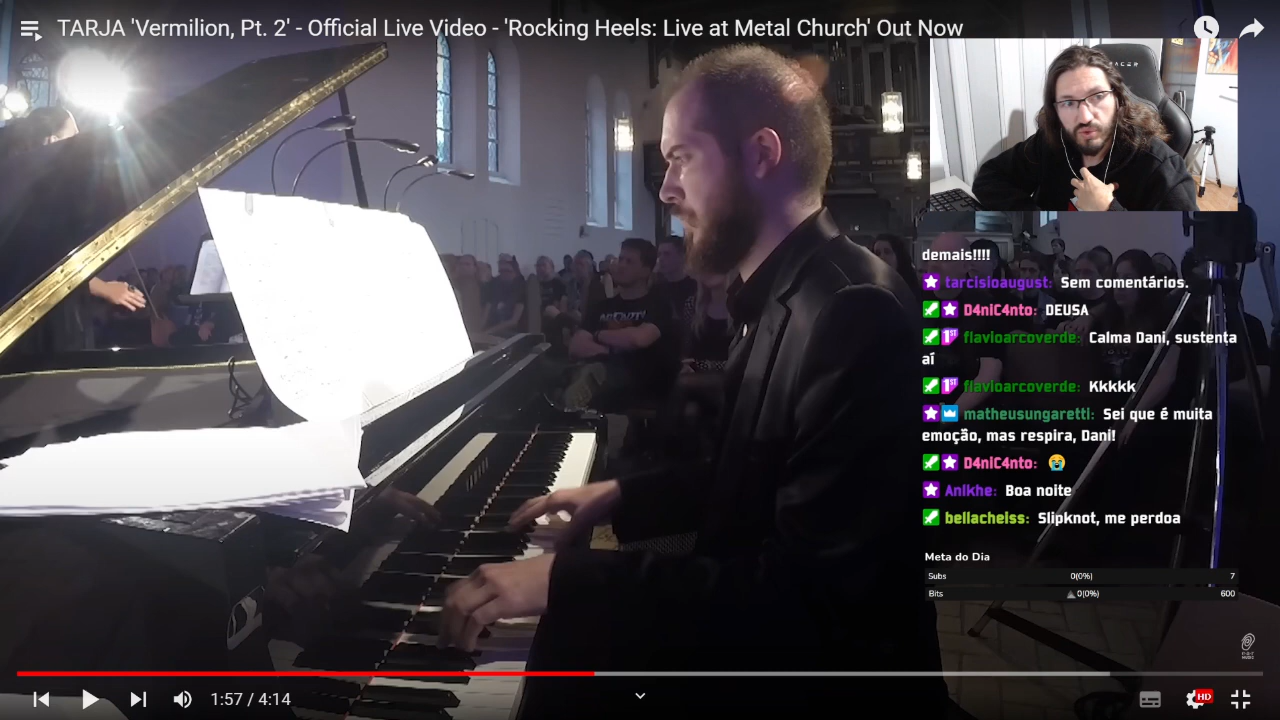 TARJA 'Vermilion, Pt. 2' - Official Live Video - 'Rocking Heels: Live at Metal Church' Out Now
demais!!!!
tarcisioaugust: Sem comentários.
D4niC4nto: DEUSA
flavioarcoverde: Calma Dani, sustenta
aí
flavioarcoverde: Kkkkk
matheusungaretti: Sei que é muita
emoção, mas respira, Dani!
D4niC4nto: 😭
Anikhe: Boa noite
bellacheiss: Slipknot, me perdoa
Meta do Dia
Subs 0(0%) 7
Bits 0(0%) 600
1:57 / 4:14
HD